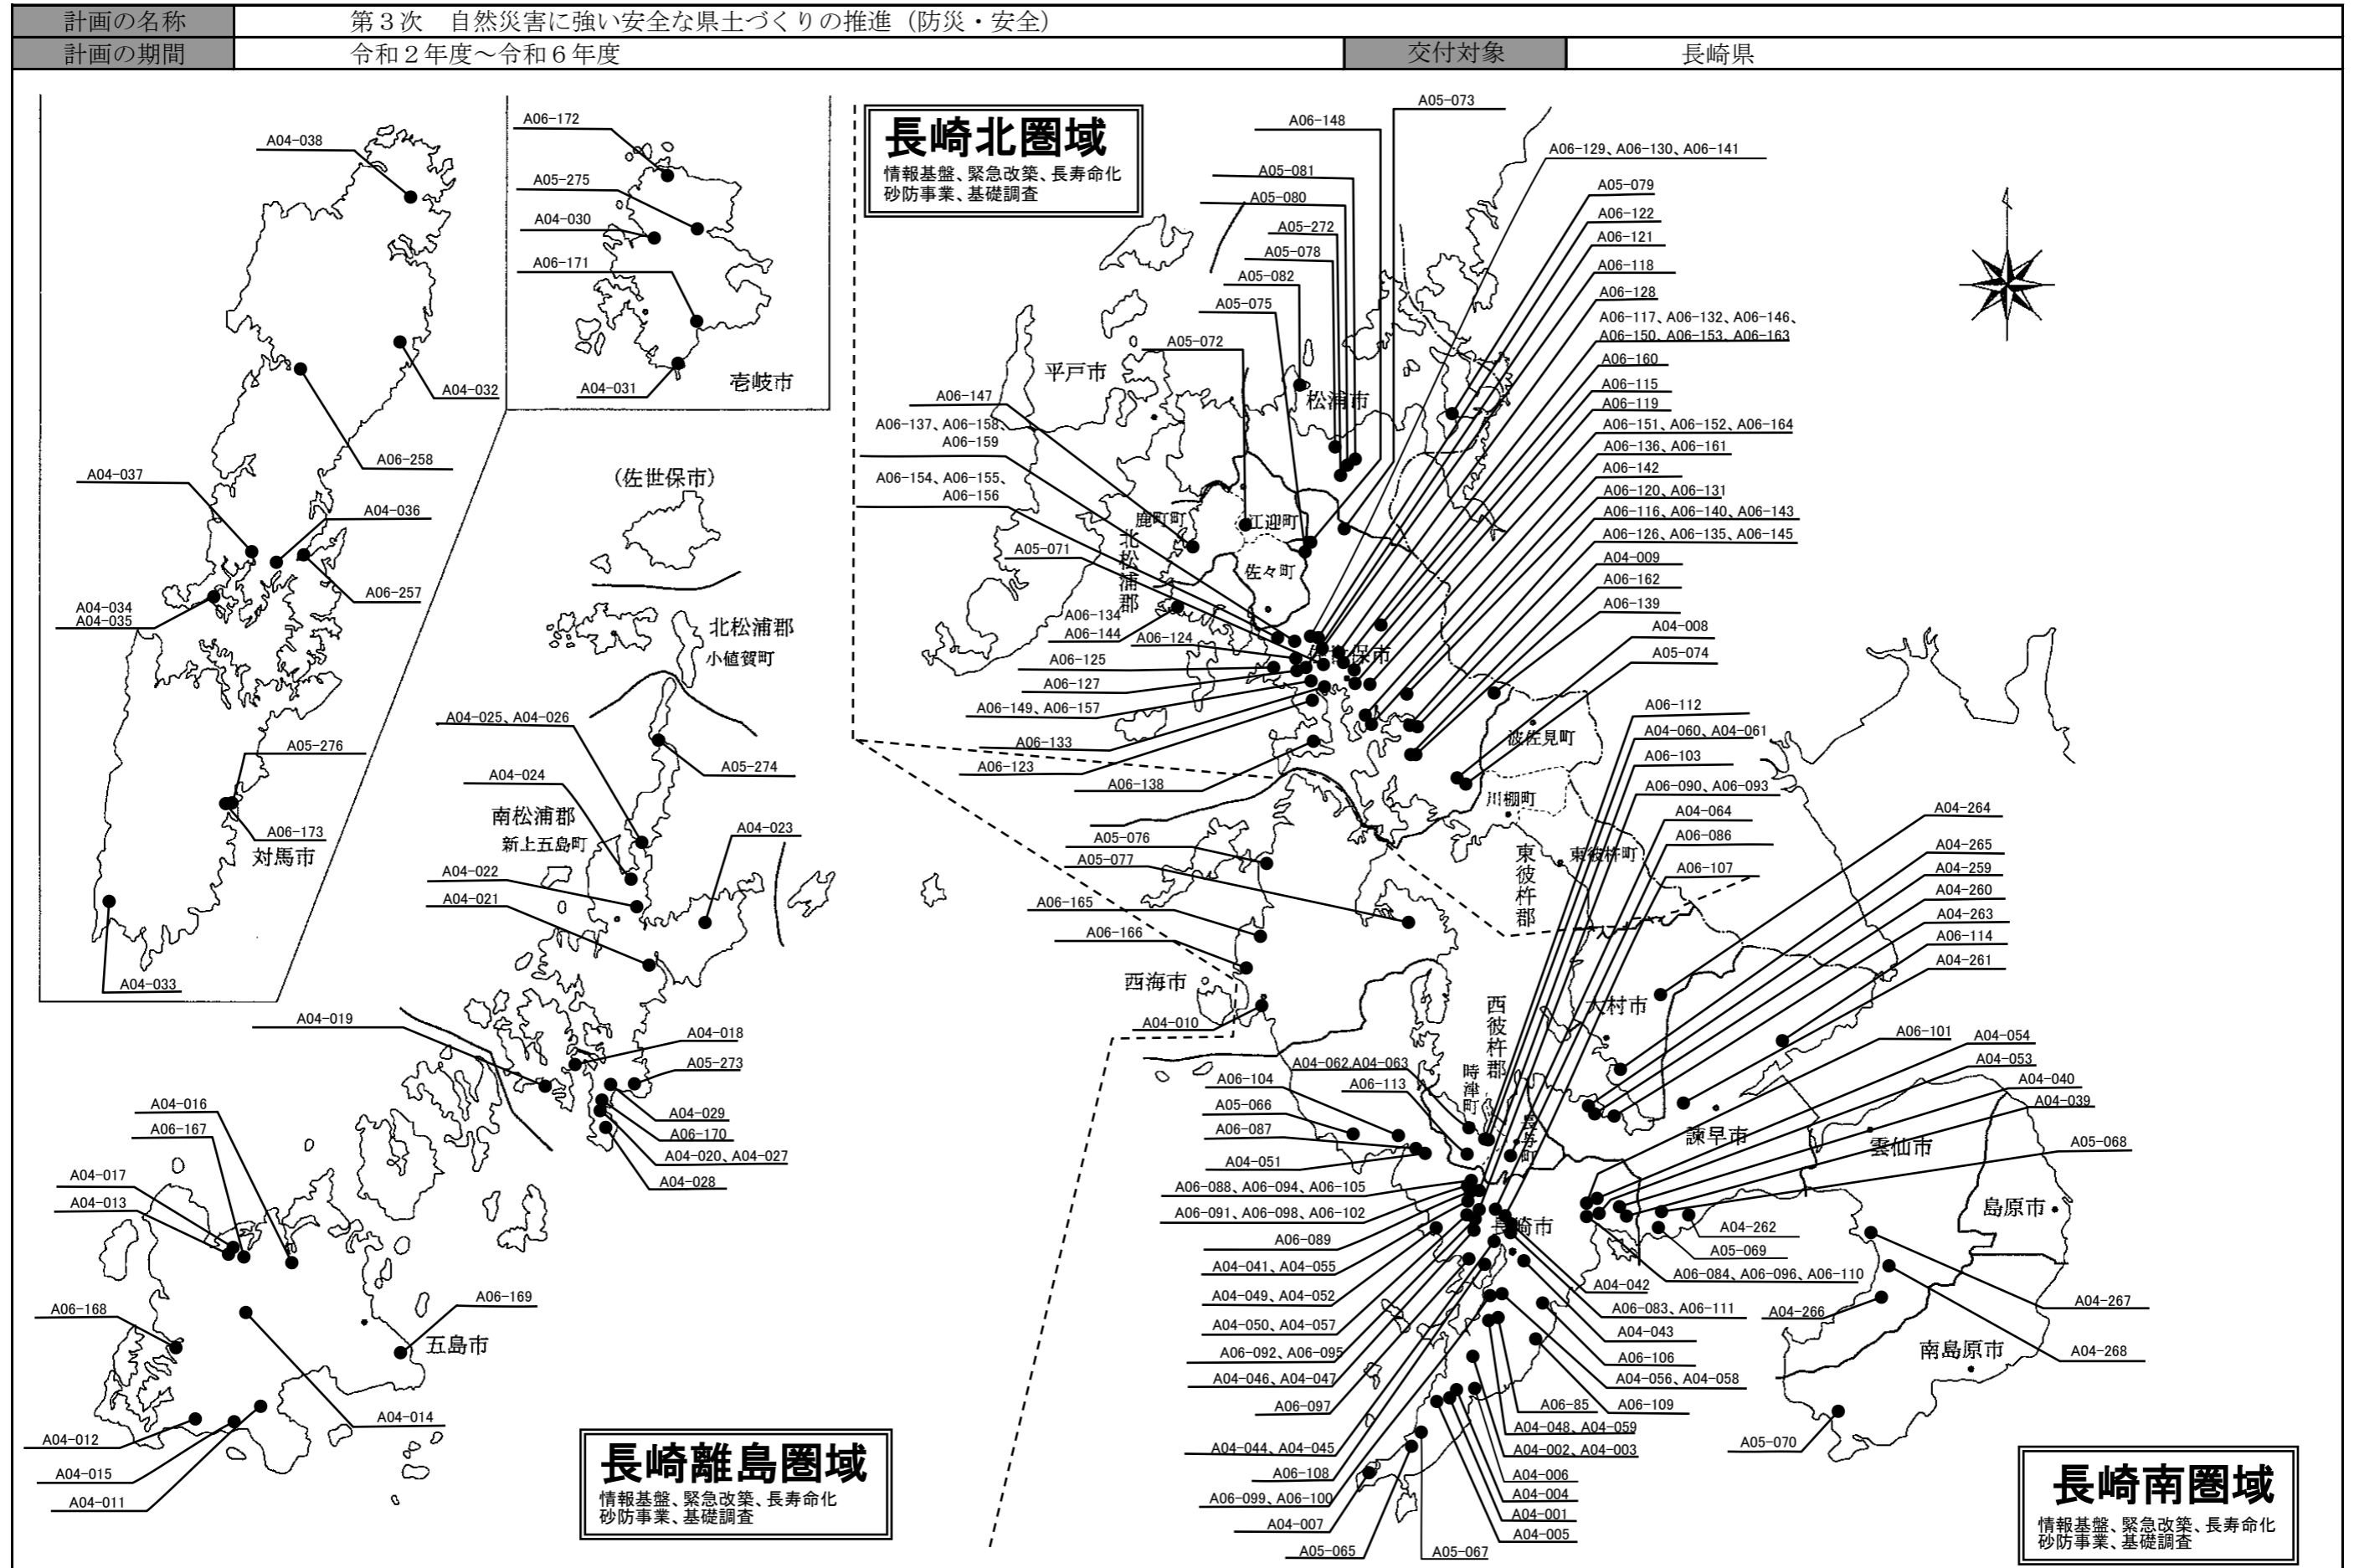 計画の名称
第３次　自然災害に強い安全な県土づくりの推進（防災・安全）
計画の期間
令和２年度～令和６年度
交付対象
長崎県
A04-038
A04-032
A06-258
A04-037
A04-036
A06-257
A04-034
A04-035
A05-276
A06-173
対馬市
A04-033
A06-172
A05-275
A04-030
A06-171
A04-031
壱岐市
長崎北圏域
情報基盤、緊急改築、長寿命化
砂防事業、基礎調査
A05-073
A06-148
A05-081
A05-080
A05-272
A05-078
A05-082
A05-075
A05-072
A06-147
A06-137、A06-158、
A06-159
A06-154、A06-155、
A06-156
A05-071
A06-134
A06-144
A06-124
A06-125
A06-127
A06-149、A06-157
A06-133
A06-123
A06-138
A06-129、A06-130、A06-141
A05-079
A06-122
A06-121
A06-118
A06-128
A06-117、A06-132、A06-146、
A06-150、A06-153、A06-163
A06-160
A06-115
A06-119
A06-151、A06-152、A06-164
A06-136、A06-161
A06-142
A06-120、A06-131
A06-116、A06-140、A06-143
A06-126、A06-135、A06-145
A04-009
A06-162
A06-139
A04-008
A05-074
平戸市
松浦市
鹿町町
江迎町
北松浦郡
佐々町
佐世保市
波佐見町
川棚町
東彼杵町
東彼杵郡
(佐世保市)
北松浦郡
小値賀町
A04-025、A04-026
A05-274
A04-024
南松浦郡
新上五島町
A04-023
A04-022
A04-021
A04-019
A04-018
A05-273
A04-029
A06-170
A04-020、A04-027
A04-028
A04-016
A06-167
A04-017
A04-013
A06-168
A06-169
五島市
A04-014
A04-012
A04-015
A04-011
長崎離島圏域
情報基盤、緊急改築、長寿命化
砂防事業、基礎調査
A05-076
A05-077
A06-165
A06-166
西海市
A04-010
A06-112
A04-060、A04-061
A06-103
A06-090、A06-093
A04-064
A06-086
A06-107
A04-264
A04-265
A04-259
A04-260
A04-263
A06-114
A04-261
大村市
西彼杵郡
時津町
長与町
A04-062、A04-063
A06-113
A06-104
A05-066
A06-087
A04-051
A06-088、A06-094、A06-105
A06-091、A06-098、A06-102
A06-089
A04-041、A04-055
A04-049、A04-052
A04-050、A04-057
A06-092、A06-095
A04-046、A04-047
A06-097
A04-044、A04-045
A06-108
A06-099、A06-100
A04-007
A05-065
A05-067
A06-101
A04-054
A04-053
A04-040
A04-039
A05-068
諫早市
雲仙市
島原市
長崎市
南島原市
A04-262
A05-069
A06-084、A06-096、A06-110
A04-042
A06-083、A06-111
A04-043
A06-106
A04-056、A04-058
A06-109
A06-85
A04-048、A04-059
A04-002、A04-003
A04-006
A04-004
A04-001
A04-005
A04-266
A04-267
A04-268
A05-070
長崎南圏域
情報基盤、緊急改築、長寿命化
砂防事業、基礎調査